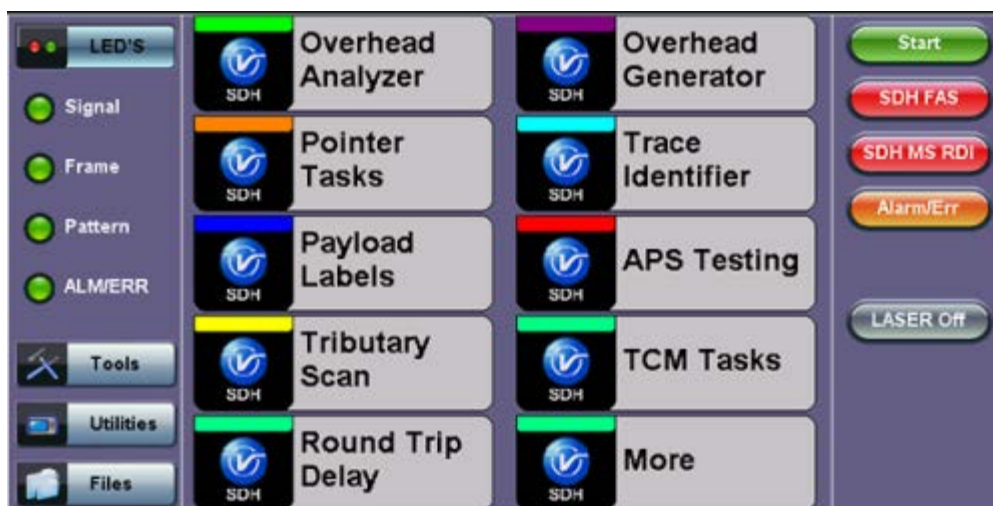 LED'S
Signal
Frame
Pattern
ALM/ERR
Tools
Utilities
Files
SDH
Overhead
Analyzer
SDH
Overhead
Generator
SDH
Pointer
Tasks
SDH
Trace
Identifier
SDH
Payload
Labels
SDH
APS Testing
SDH
Tributary
Scan
SDH
TCM Tasks
SDH
Round Trip
Delay
SDH
More
Start
SDH FAS
SDH MS RDI
Alarm/Err
LASER Off